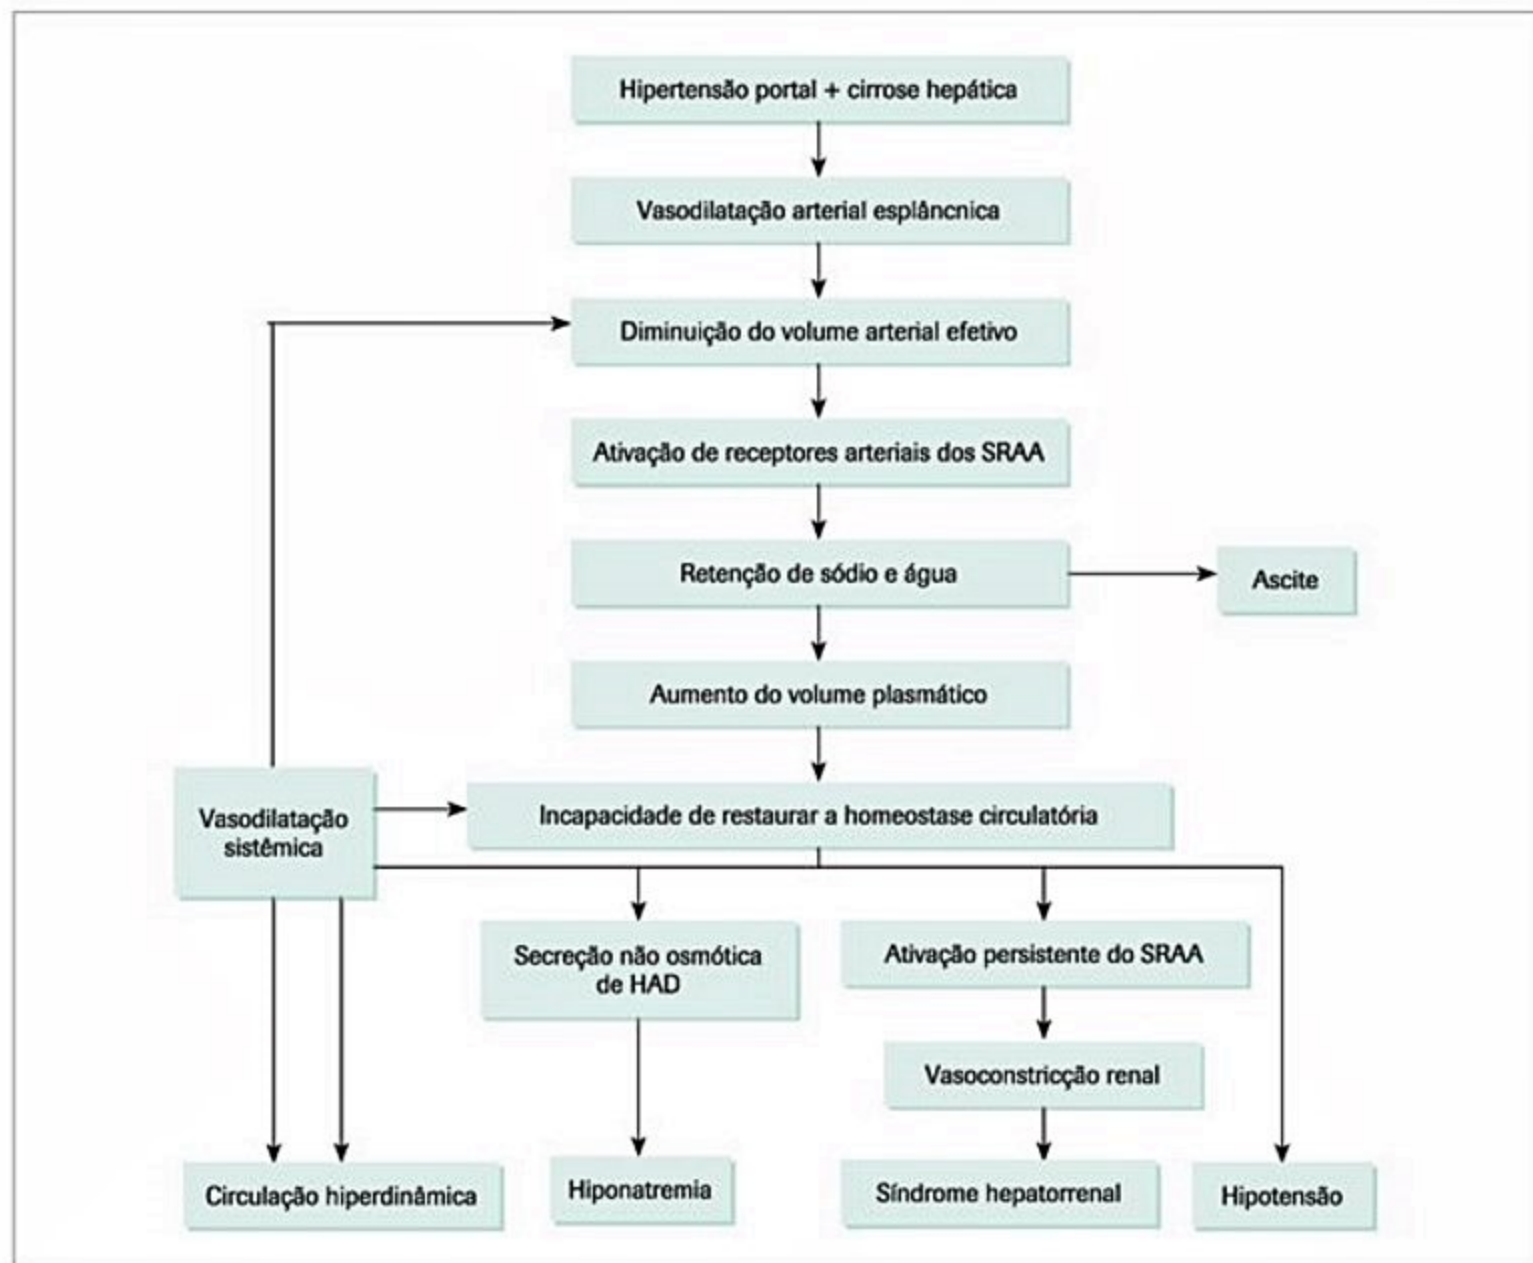 Hipertensão portal + cirrose hepática
Vasodilatação arterial esplâncnica
Diminuição do volume arterial efetivo
Ativação de receptores arteriais dos SRAA
Retenção de sódio e água
Ascite
Aumento do volume plasmático
Vasodilatação
sistêmica
Incapacidade de restaurar a homeostase circulatória
Secreção não osmótica
de HAD
Ativação persistente do SRAA
Vasoconstricção renal
Circulação hiperdinâmica
Hiponatremia
Síndrome hepatorrenal
Hipotensão